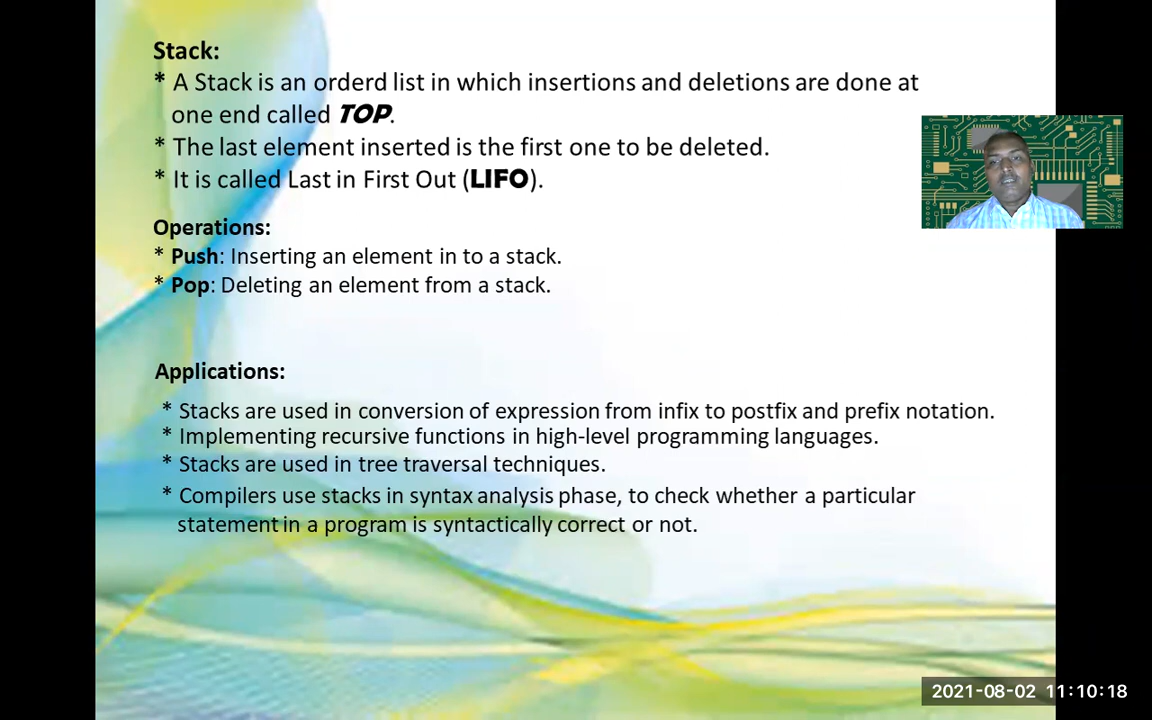 Stack:
* A Stack is an orderd list in which insertions and deletions are done at
one end called TOP.
* The last element inserted is the first one to be deleted.
* It is called Last in First Out (LIFO).
Operations:
* Push: Inserting an element in to a stack.
* Pop: Deleting an element from a stack.
Applications:
* Stacks are used in conversion of expression from infix to postfix and prefix notation.
* Implementing recursive functions in high-level programming languages.
* Stacks are used in tree traversal techniques.
* Compilers use stacks in syntax analysis phase, to check whether a particular
statement in a program is syntactically correct or not.
2021-08-02 11:10:18